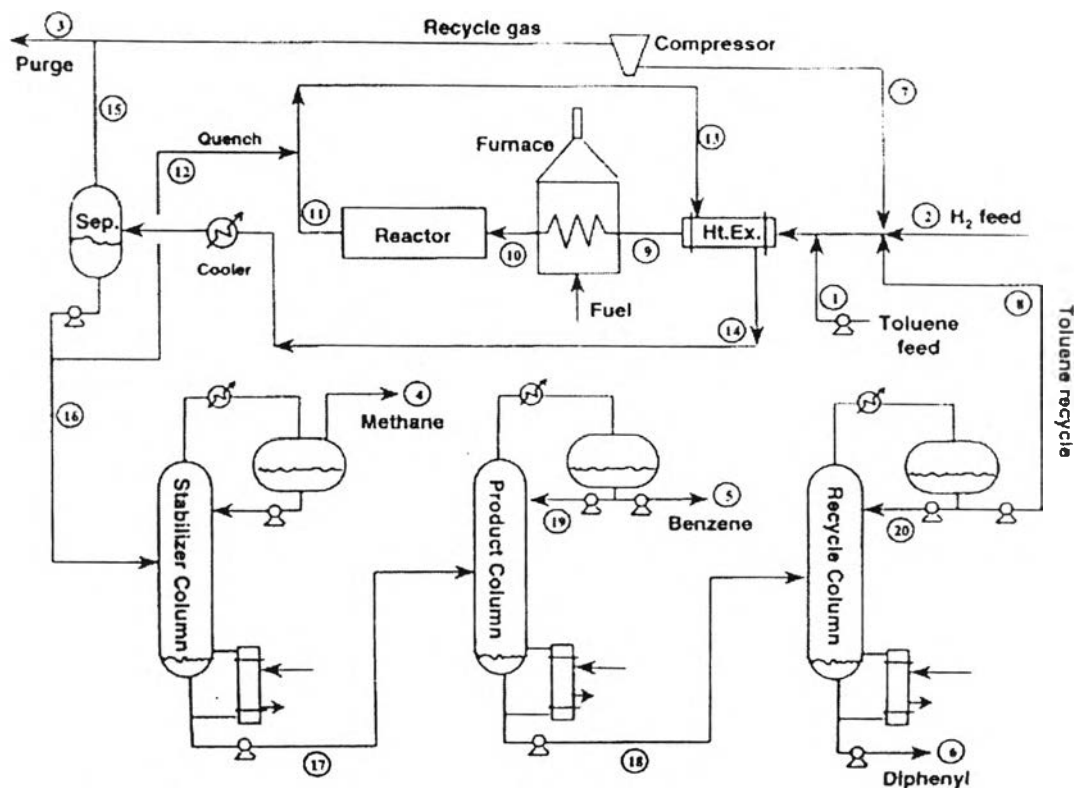 3
Recycle gas
Compressor
Purge
15
7
Quench
13
Furnace
12
2
H₂ feed
Sep.
11
Reactor
10
9
Ht.Ex.
Cooler
1
8
Fuel
Toluene
feed
14
Toluene recycle
16
4
Methane
Stabilizer Column
Product Column
19
5
Benzene
Recycle Column
20
17
18
6
Diphenyl